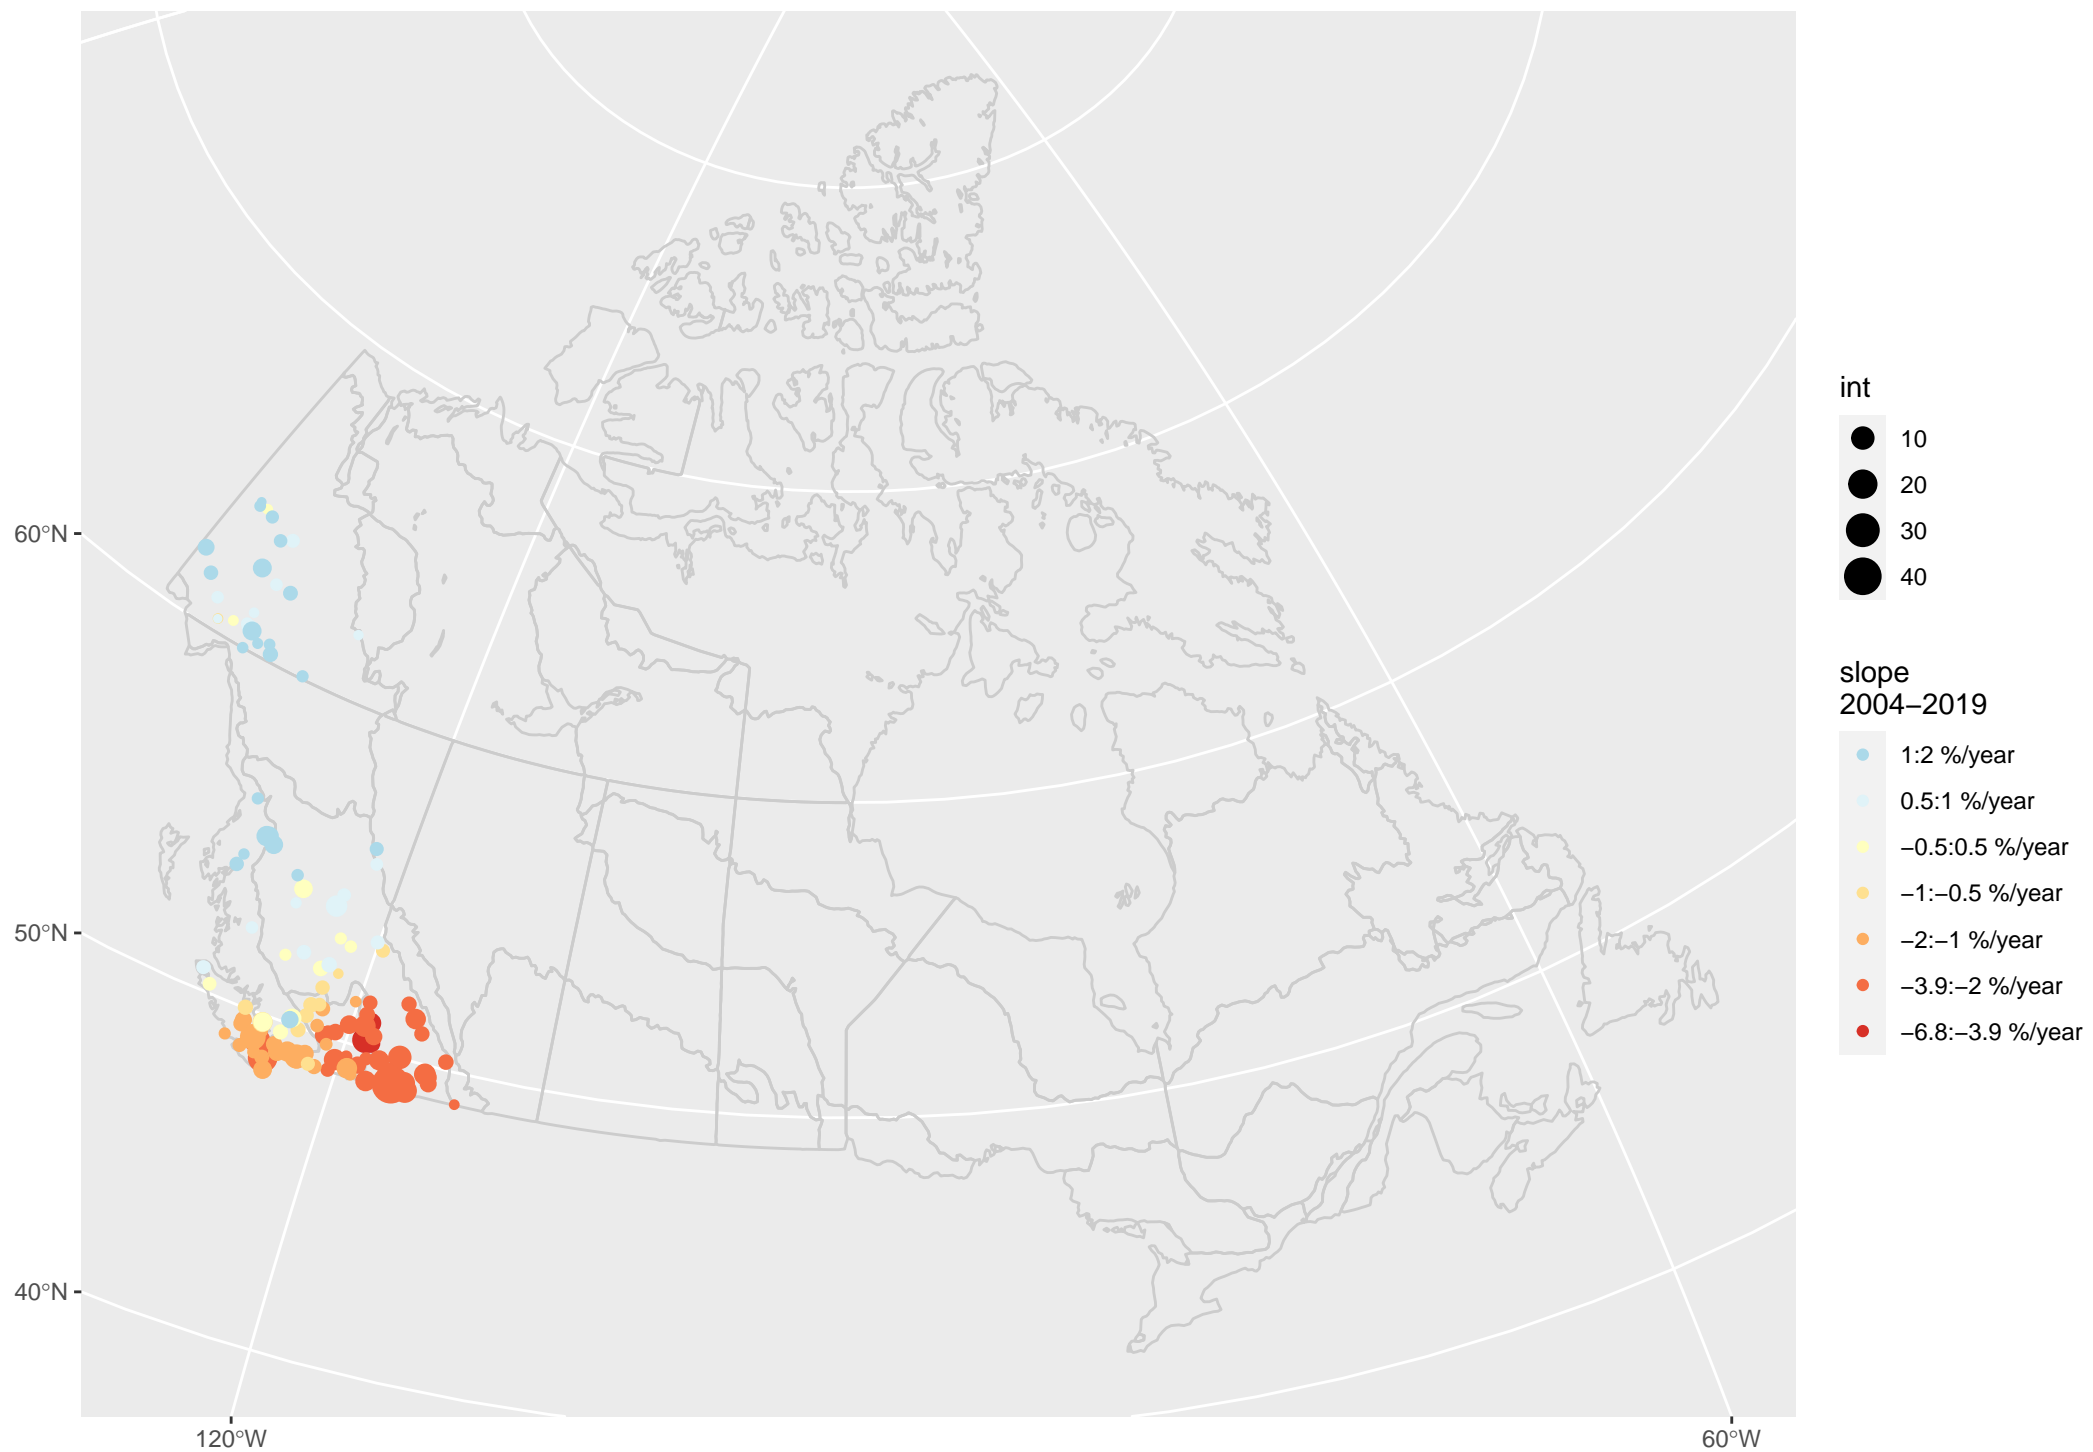 60°N
50°N
40°N
120°W
60°W
int
10
20
30
40
slope
2004−2019
1:2 %/year
0.5:1 %/year
−0.5:0.5 %/year
−1:−0.5 %/year
−2:−1 %/year
−3.9:−2 %/year
−6.8:−3.9 %/year